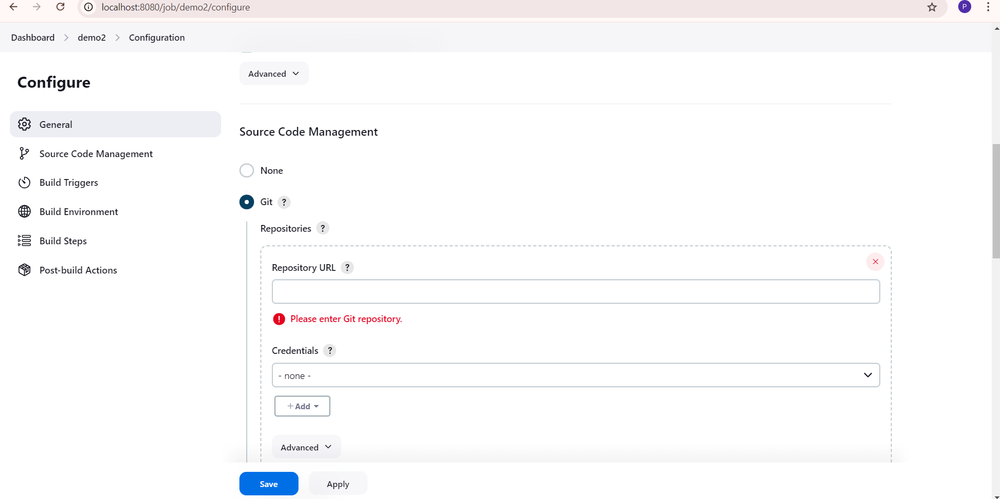 localhost:8080/job/demo2/configure
P
Dashboard > demo2 > Configuration
Configure
General
Source Code Management
Build Triggers
Build Environment
Build Steps
Post-build Actions
Advanced
Source Code Management
None
Git ?
Repositories ?
Repository URL ?
! Please enter Git repository.
Credentials ?
- none -
+ Add
Advanced
Save
Apply